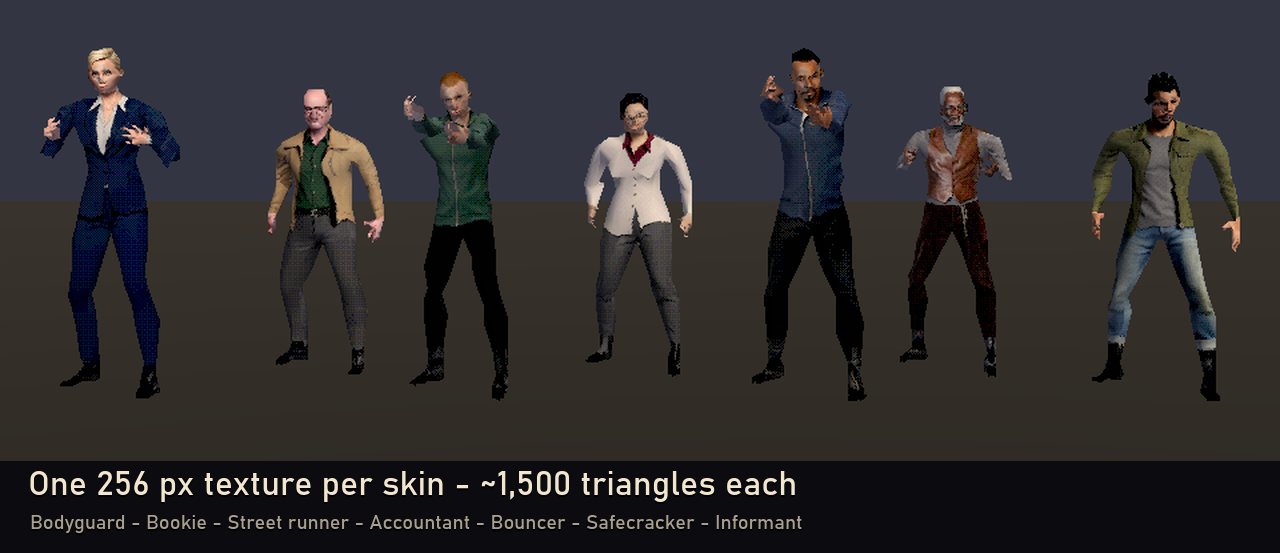 One 256 px texture per skin - ~1,500 triangles each
Bodyguard - Bookie - Street runner - Accountant - Bouncer - Safecracker - Informant